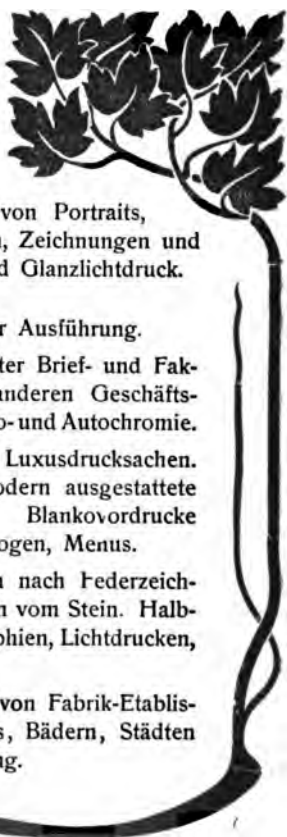 von Portraits,
, Zeichnungen und
d Glanzlichtdruck.
r Ausführung.
ter Brief- und Fak-
anderen Geschäfts-
o- und Autochromie.
Luxusdrucksachen.
odern ausgestattete
Blankovordrucke
ogen, Menus.
n nach Federzeich-
n vom Stein. Halb-
phien, Lichtdrucken,
von Fabrik-Etablis-
s, Bädern, Städten
ng.